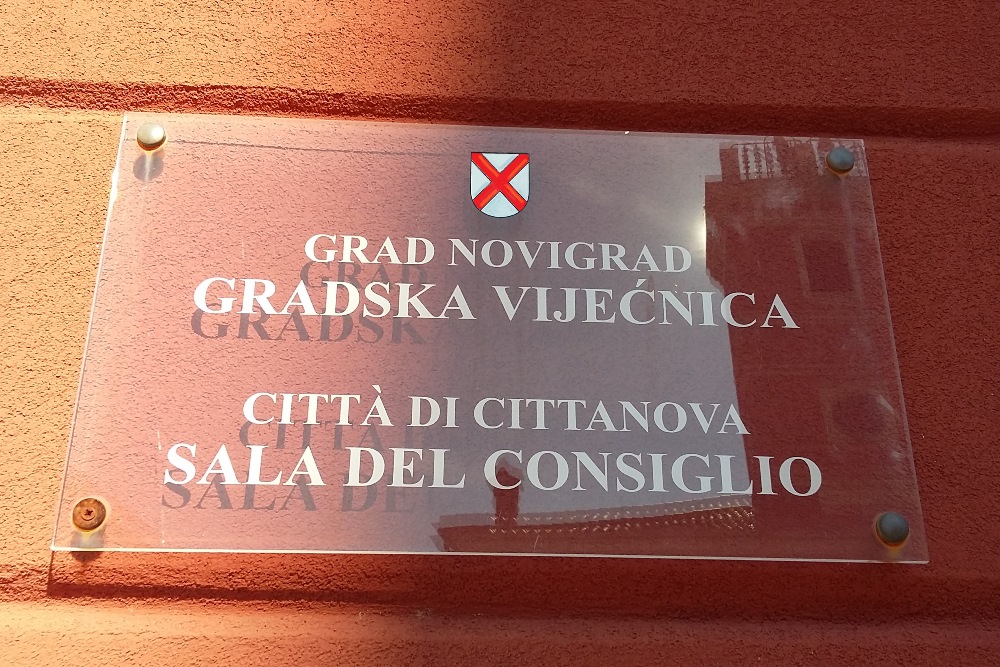 GRAD NOVIGRAD
GRADSKA VIJEĆNICA
CITTÀ DI CITTANOVA
SALA DEL CONSIGLIO